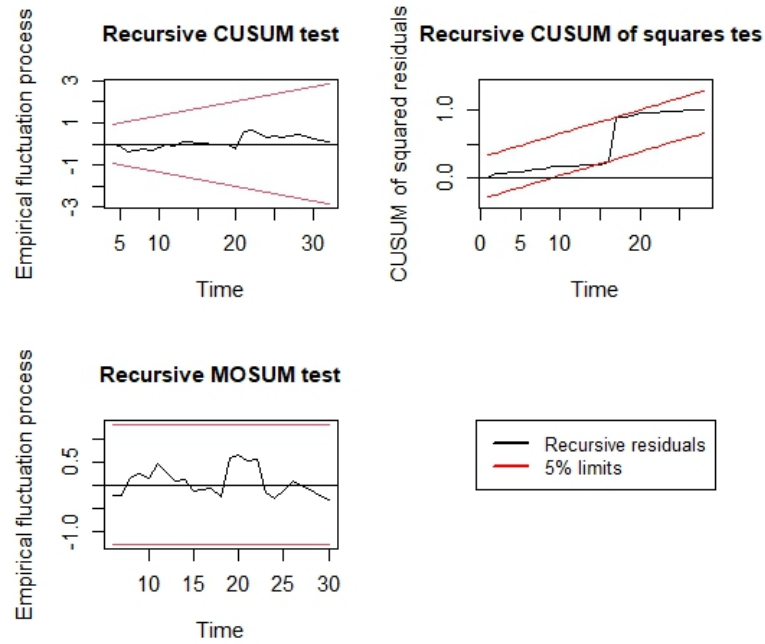 Recursive CUSUM test
Empirical fluctuation process
3
1
-1
-3
5 10 20 30
Time
Recursive CUSUM of squares tes
CUSUM of squared residuals
1.0
0.0
0 5 10 20
Time
Recursive MOSUM test
Empirical fluctuation process
0.5
-1.0
10 15 20 25 30
Time
Recursive residuals
5% limits